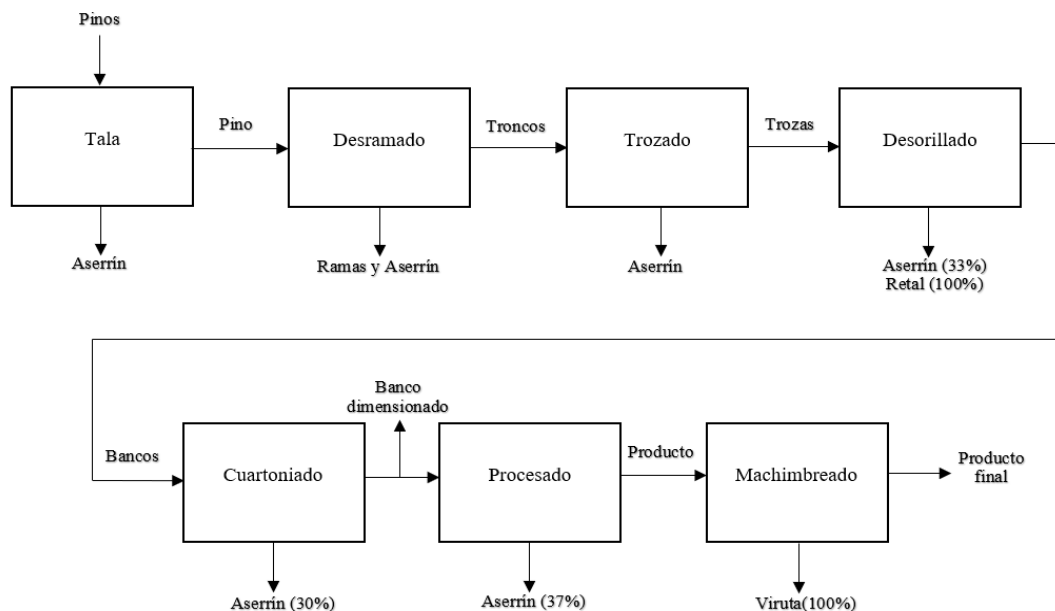 Pinos
Tala
Pino
Desramado
Troncos
Trozado
Trozas
Desorillado
Aserrín
Ramas y Aserrín
Aserrín
Aserrín (33%)
Retal (100%)
Banco
dimensionado
Bancos
Cuartoniado
Procesado
Producto
Machimbreado
Producto
final
Aserrín (30%)
Aserrín (37%)
Viruta(100%)